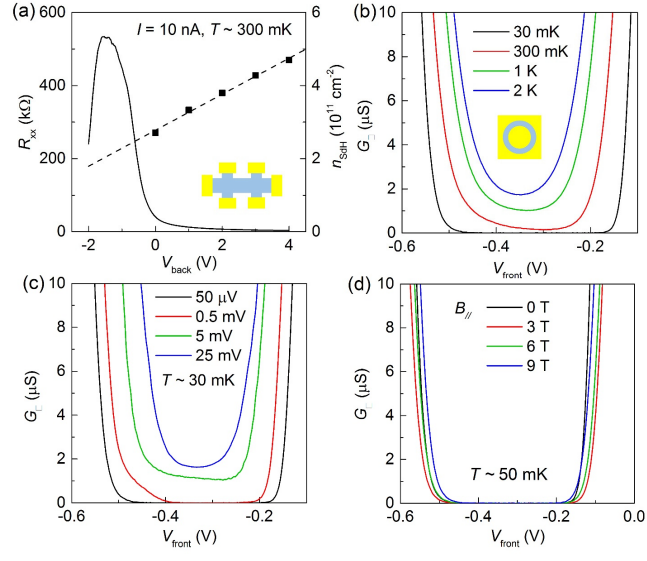 (a)
I = 10 nA, T ~ 300 mK
600
400
200
0
Rxx (kΩ)
6
4
2
0
nSdH (10^11 cm^-2)
-2 0 2 4
Vback (V)
(b)
30 mK
300 mK
1 K
2 K
10
8
6
4
2
0
G□ (μS)
-0.6 -0.4 -0.2
Vfront (V)
(c)
50 μV
0.5 mV
5 mV
25 mV
T ~ 30 mK
10
8
6
4
2
0
G□ (μS)
-0.6 -0.4 -0.2
Vfront (V)
(d)
B//
0 T
3 T
6 T
9 T
T ~ 50 mK
10
8
6
4
2
0
G□ (μS)
-0.6 -0.4 -0.2 0.0
Vfront (V)